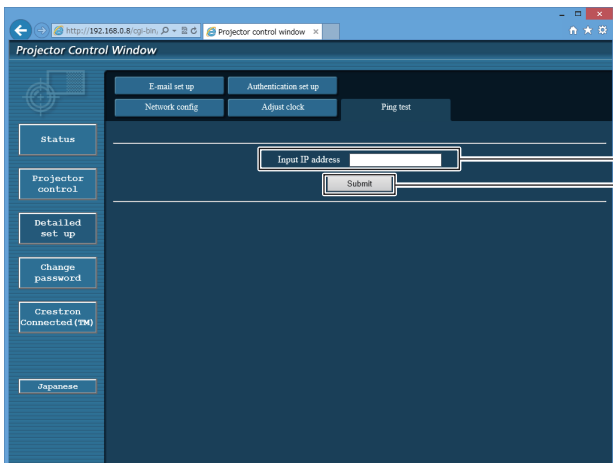 http://192.168.0.8/cgi-bin,
Projector control window
Projector Control Window
E-mail set up
Authentication set up
Network config
Adjust clock
Ping test
Status
Input IP address
Submit
Projector
control
Detailed
set up
Change
password
Crestron
Connected(TM)
Japanese